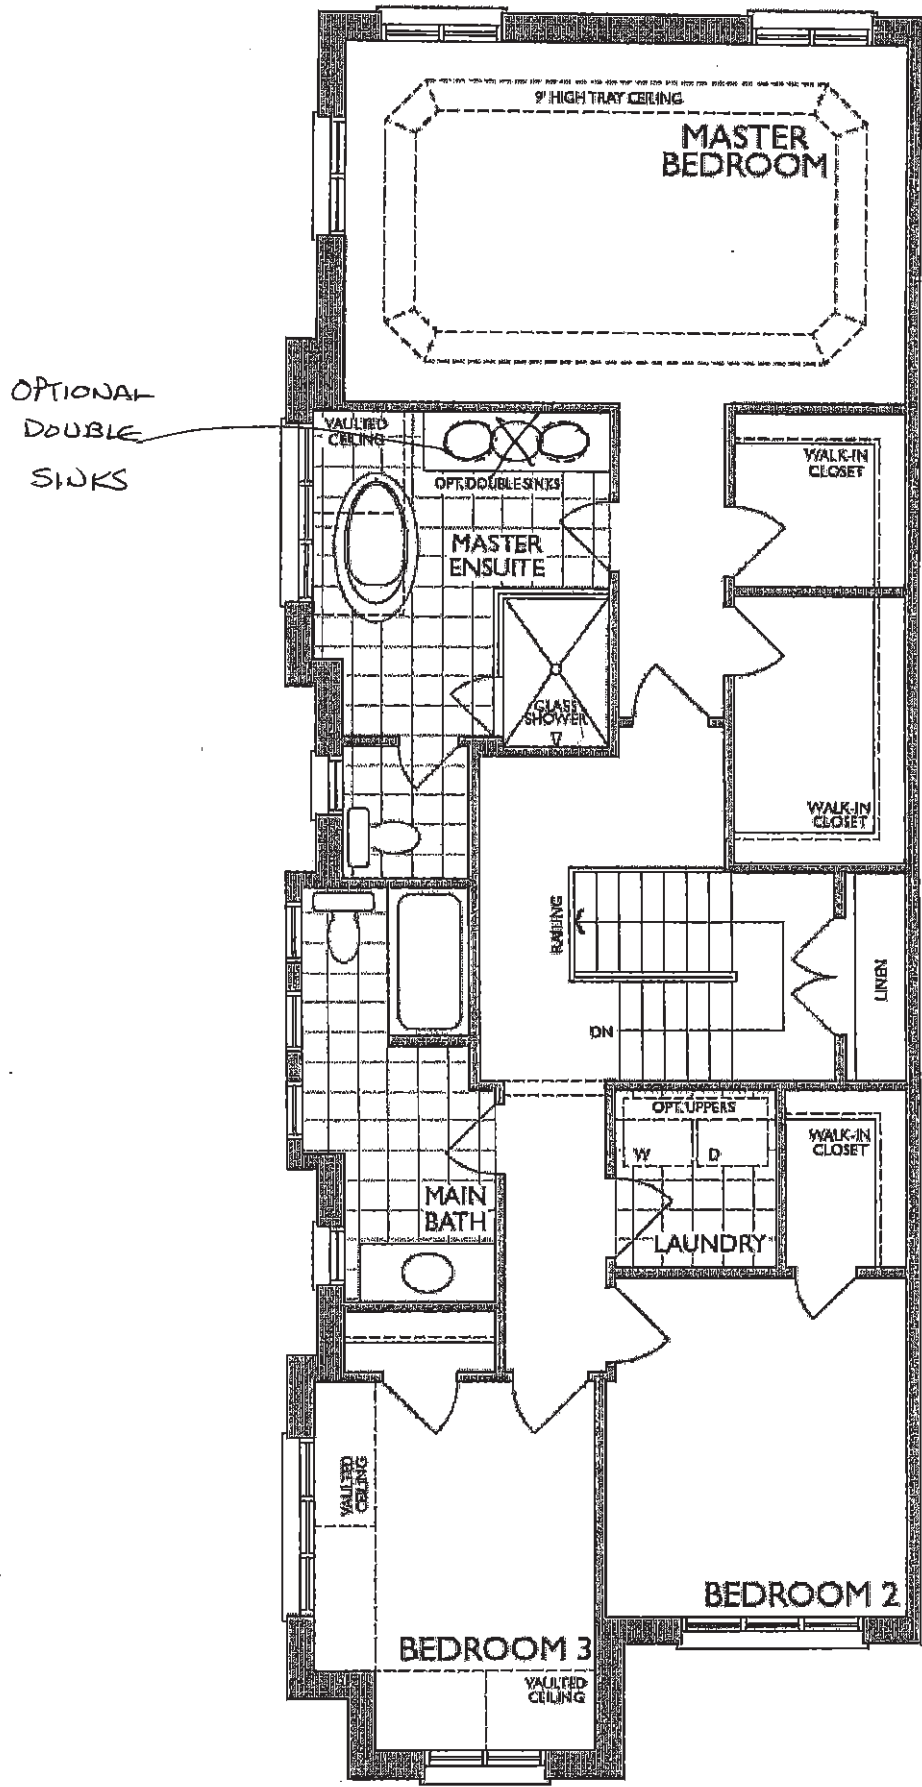 9' HIGH TRAY CEILING
MASTER
BEDROOM
OPTIONAL
DOUBLE
SINKS
VAULTED
CEILING
OPT. DOUBLE SINKS
WALK-IN
CLOSET
MASTER
ENSUITE
GLASS
SHOWER
WALK-IN
CLOSET
RAILING
LINEN
DN
OPT. UPPERS
W D
WALK-IN
CLOSET
MAIN
BATH
LAUNDRY
VAULTED
CEILING
BEDROOM 2
BEDROOM 3
VAULTED
CEILING